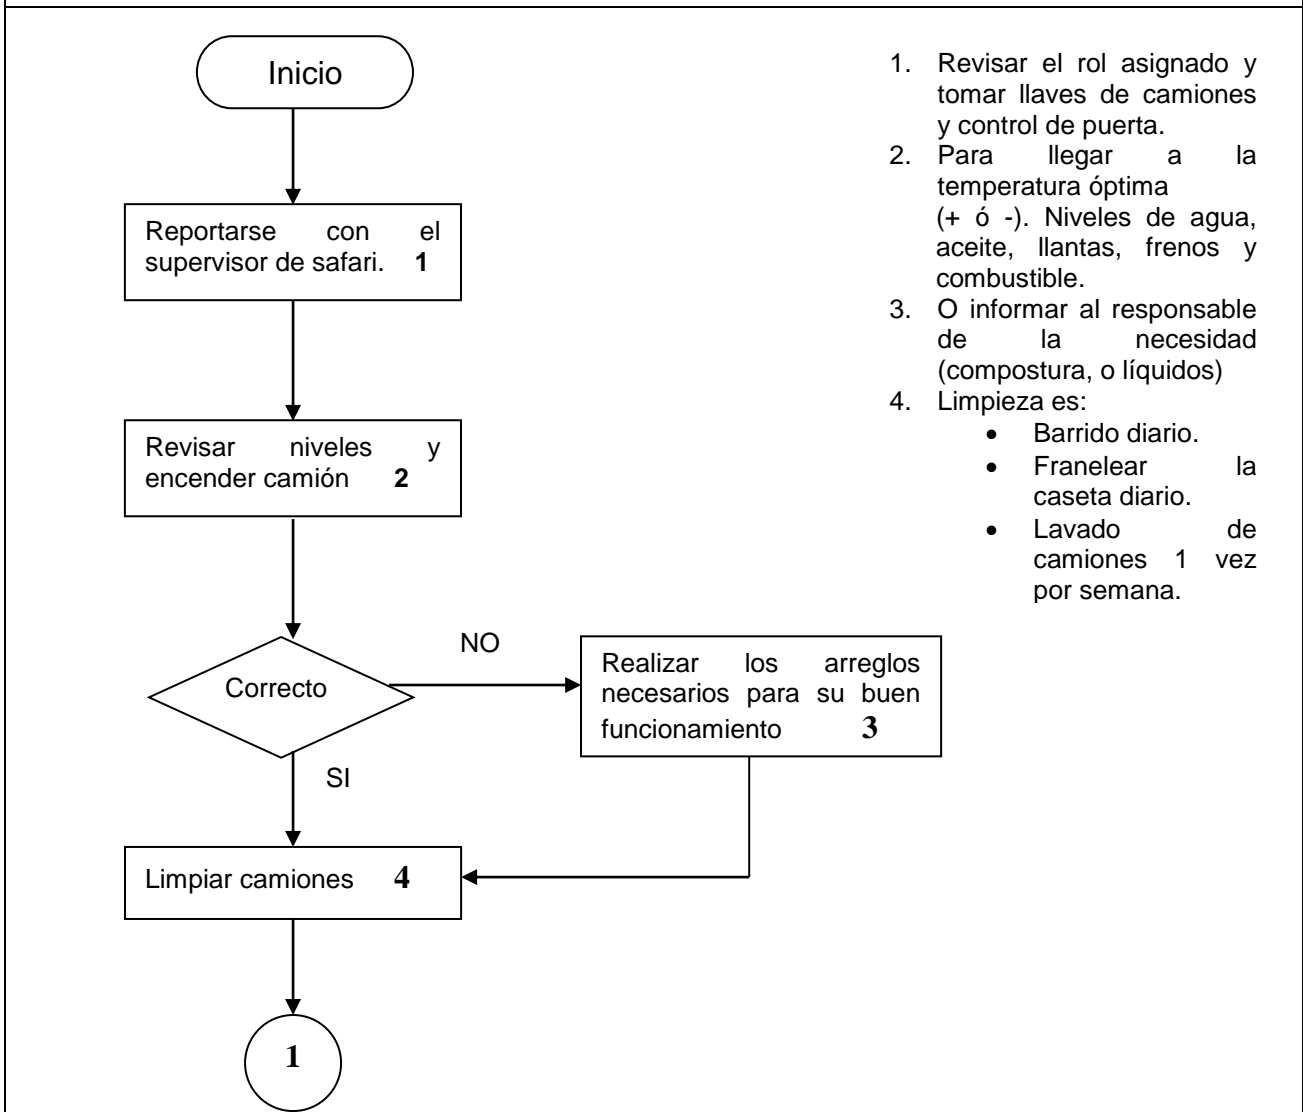 Inicio
Reportarse con el
supervisor de safari. 1
Revisar niveles y
encender camión 2
Correcto
NO
Realizar los arreglos
necesarios para su buen
funcionamiento 3
SI
Limpiar camiones 4
1
1. Revisar el rol asignado y
tomar llaves de camiones
y control de puerta.
2. Para llegar a la
temperatura óptima
(+ ó -). Niveles de agua,
aceite, llantas, frenos y
combustible.
3. O informar al responsable
de la necesidad
(compostura, o líquidos)
4. Limpieza es:
• Barrido diario.
• Franelear la
caseta diario.
• Lavado de
camiones 1 vez
por semana.